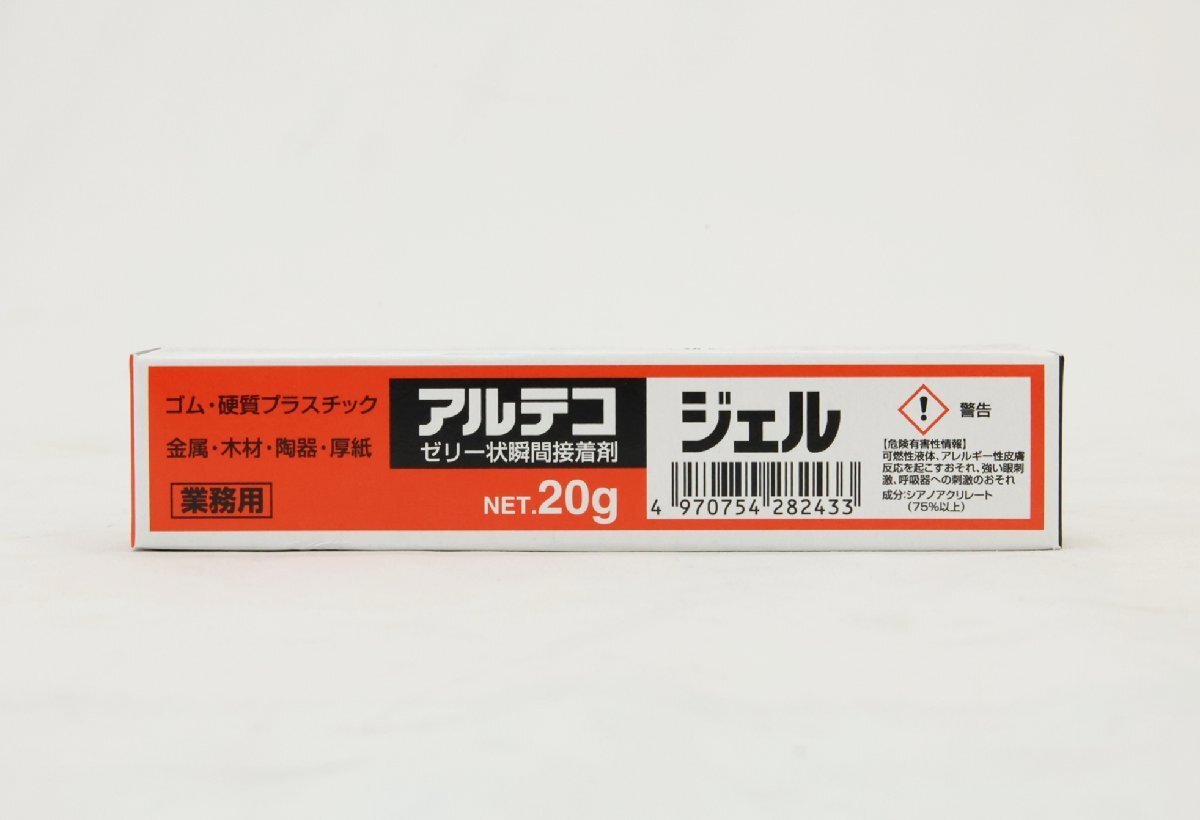 ゴム・硬質プラスチック
金属・木材・陶器・厚紙
業務用
アルテコ
ゼリー状瞬間接着剤
NET.20g
ジェル
4 970754 282433
警告
【危険有害性情報】
可燃性液体、アレルギー性皮膚
反応を起こすおそれ、強い眼刺
激、呼吸器への刺激のおそれ
成分:シアノアクリレート
(75%以上)